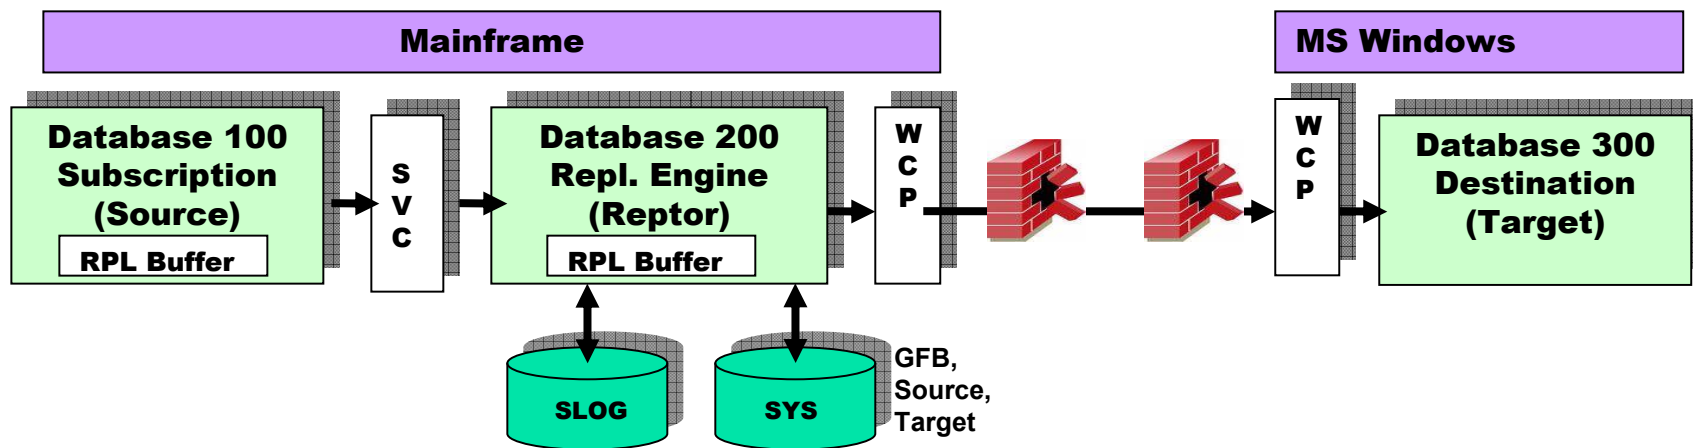 Mainframe
MS Windows
Database 100
Subscription
(Source)
RPL Buffer
S
V
C
Database 200
Repl. Engine
(Reptor)
RPL Buffer
W
C
P
W
C
P
Database 300
Destination
(Target)
SLOG
SYS
GFB,
Source,
Target